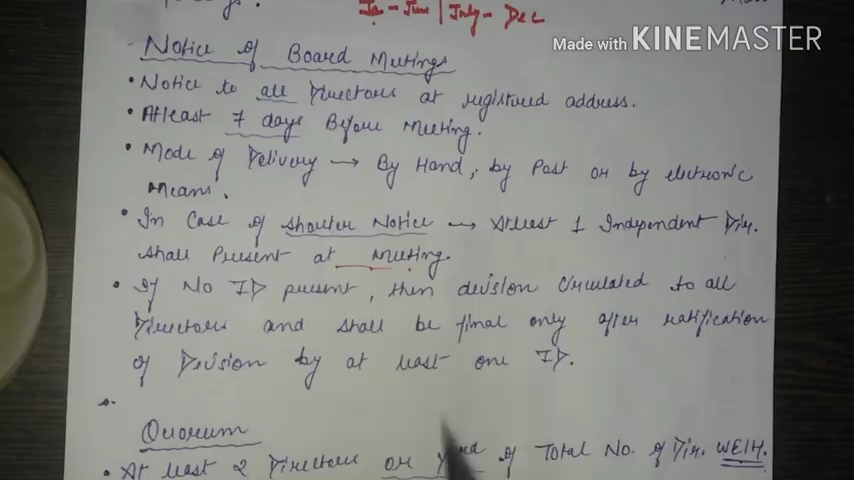 Jan - June | July - Dec
Made with KINEMASTER
- Notice of Board Meetings
• Notice to all Directors at registered address.
• Atleast 7 days Before Meeting.
• Mode of Delivery → By Hand, by Post or by electronic
Means.
• In Case of Shorter Notice → Atleast 1 Independent Dir.
shall Present at Meeting.
• If No ID present, then decision Circulated to all
Directors and shall be final only after ratification
of Decision by at least one ID.
Quorum
• At least 2 Directors or of Total No. of Dir. WEIH.